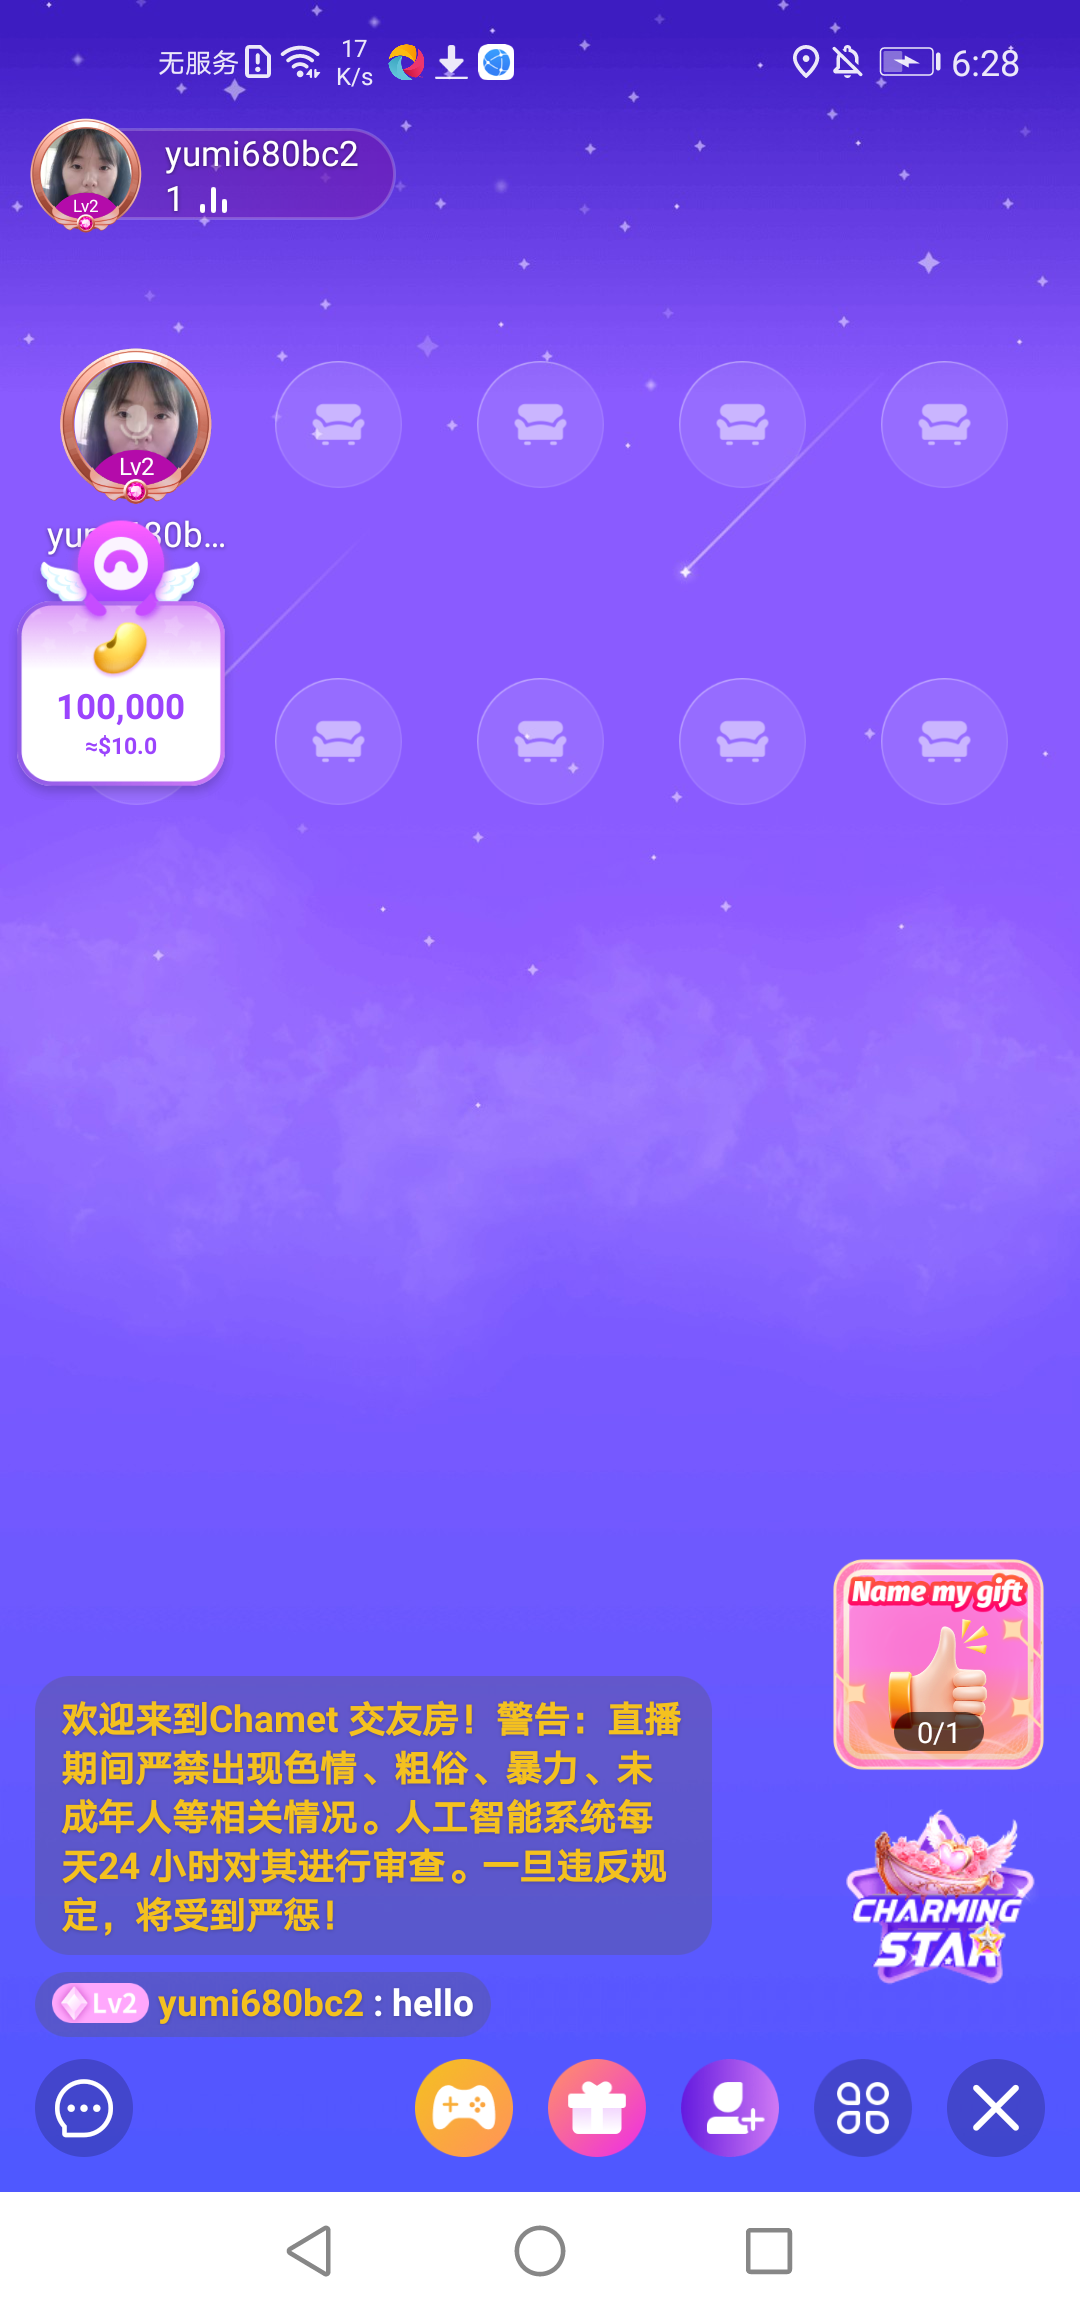 无服务
17
K/s
6:28
yumi680bc2
Lv2
1
Lv2
100,000
≈$10.0
Name my gift
0/1
欢迎来到Chamet 交友房！警告：直播
期间严禁出现色情、粗俗、暴力、未
成年人等相关情况。人工智能系统每
天24 小时对其进行审查。一旦违反规
定，将受到严惩！
CHARMING
STAR
Lv2 yumi680bc2 : hello